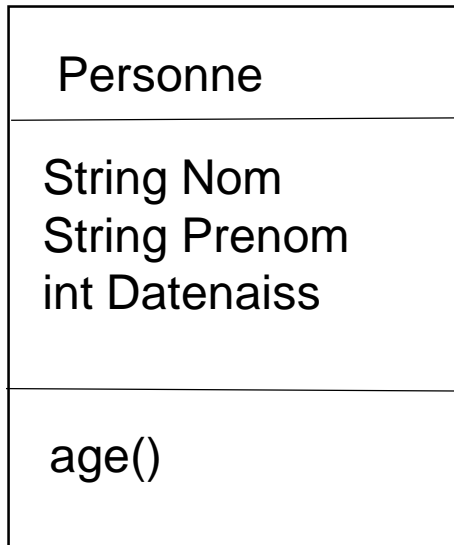 Personne
String Nom
String Prenom
int Datenaiss
age()